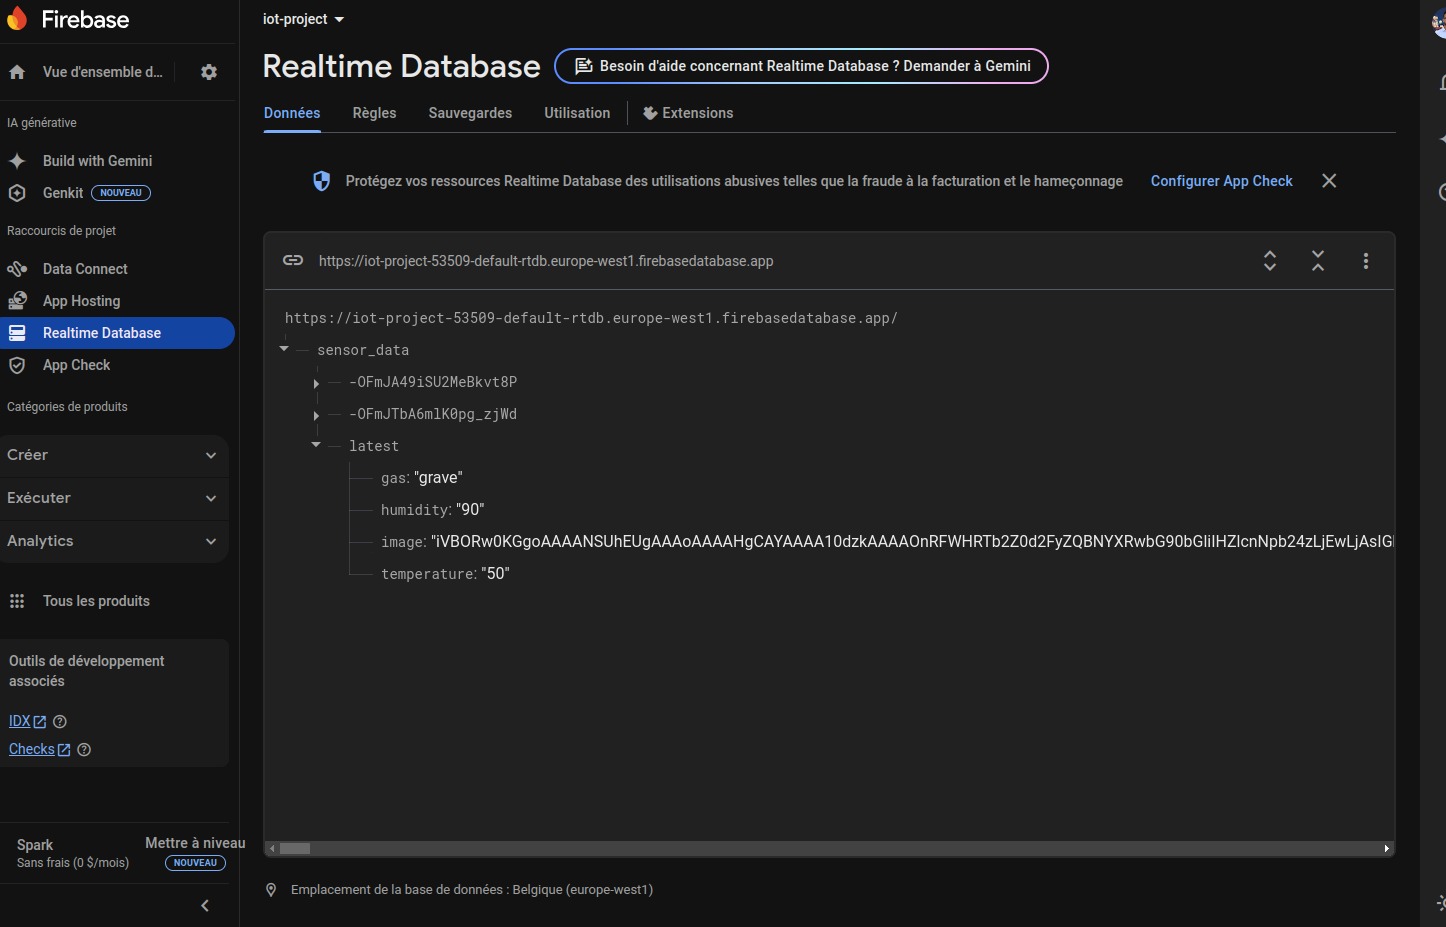 Firebase
iot-project
Vue d'ensemble d...
Realtime Database
Besoin d'aide concernant Realtime Database ? Demander à Gemini
Données
Règles
Sauvegardes
Utilisation
Extensions
IA générative
Build with Gemini
Genkit NOUVEAU
Raccourcis de projet
Data Connect
App Hosting
Realtime Database
App Check
Catégories de produits
Créer
Exécuter
Analytics
Tous les produits
Outils de développement
associés
IDX
Checks
Spark
Sans frais (0 $/mois)
Mettre à niveau
NOUVEAU
Protégez vos ressources Realtime Database des utilisations abusives telles que la fraude à la facturation et le hameçonnage
Configurer App Check
https://iot-project-53509-default-rtdb.europe-west1.firebasedatabase.app
https://iot-project-53509-default-rtdb.europe-west1.firebasedatabase.app/
sensor_data
-OFmJA49iSU2MeBkvt8P
-OFmJTbA6mlK0pg_zjWd
latest
gas: "grave"
humidity: "90"
image:
temperature: "50"
Emplacement de la base de données : Belgique (europe-west1)